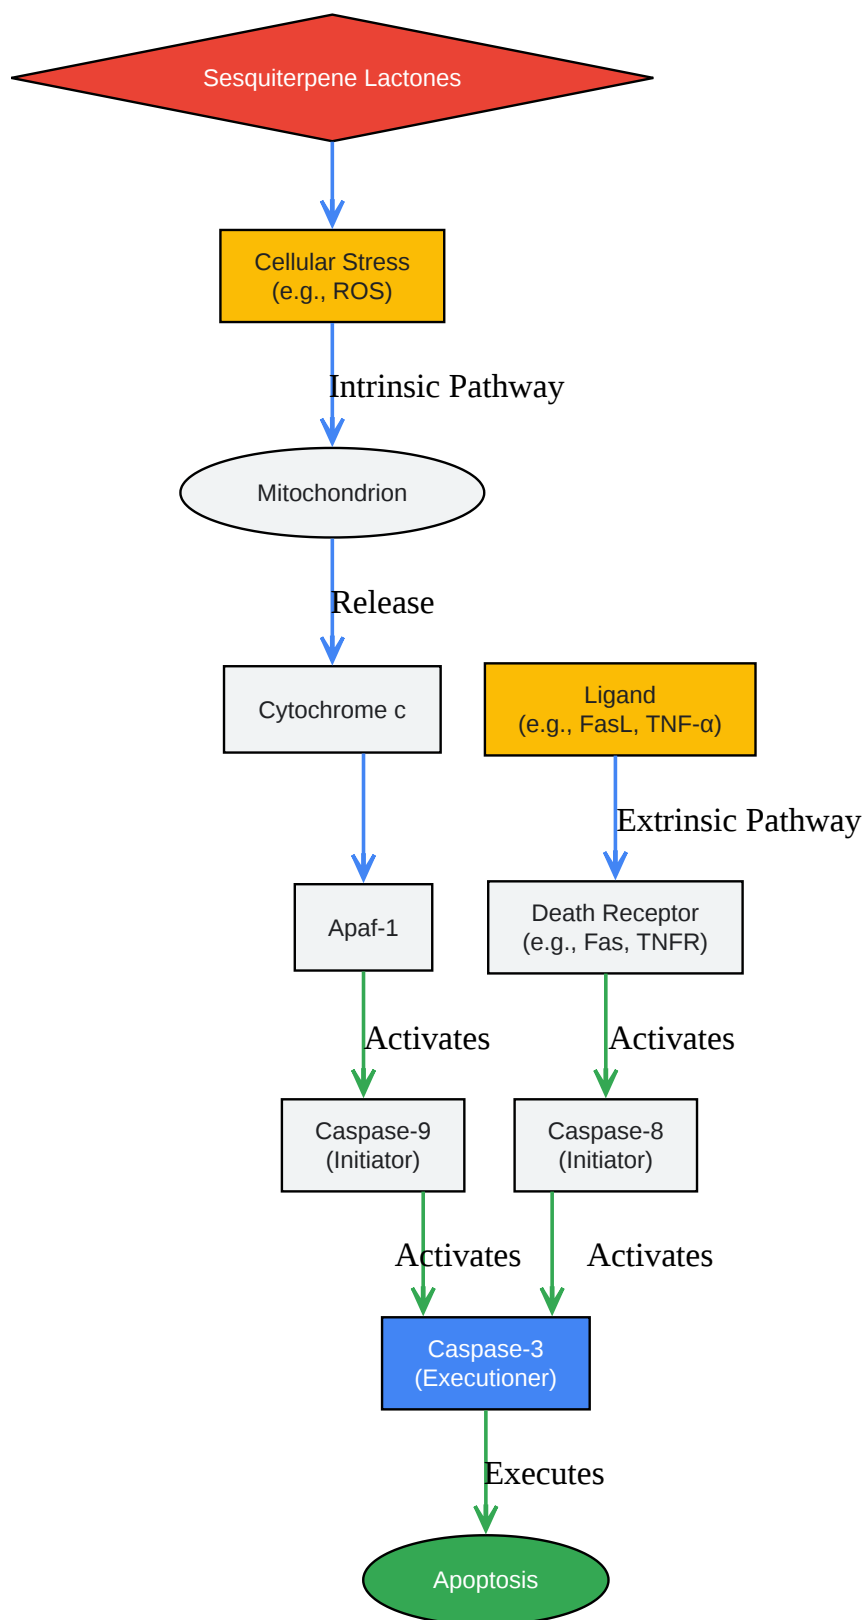 Sesquiterpene Lactones
Cellular Stress
(e.g., ROS)
Intrinsic Pathway
Mitochondrion
Release
Cytochrome c
Ligand
(e.g., FasL, TNF-α)
Extrinsic Pathway
Apaf-1
Death Receptor
(e.g., Fas, TNFR)
Activates
Activates
Caspase-9
(Initiator)
Caspase-8
(Initiator)
Activates
Activates
Caspase-3
(Executioner)
Executes
Apoptosis